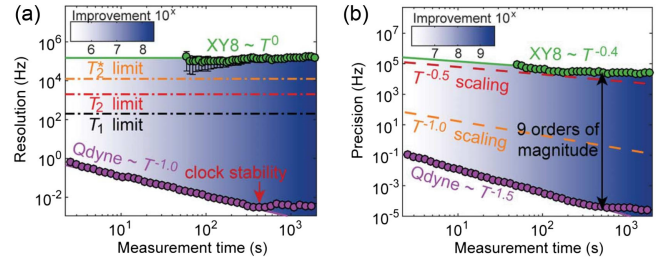 (a)
Improvement 10^x
6 7 8
XY8 ~ T^0
10^6
10^4
10^2
10^0
10^-2
Resolution (Hz)
T_2^* limit
T_2 limit
T_1 limit
Qdyne ~ T^-1.0
clock stability
10^1 10^2 10^3
Measurement time (s)
(b)
Improvement 10^x
7 8 9
XY8 ~ T^-0.4
10^7
10^5
10^3
10^1
10^-1
10^-3
10^-5
Precision (Hz)
T^-0.5 scaling
T^-1.0 scaling
9 orders of
magnitude
Qdyne ~ T^-1.5
10^1 10^2 10^3
Measurement time (s)